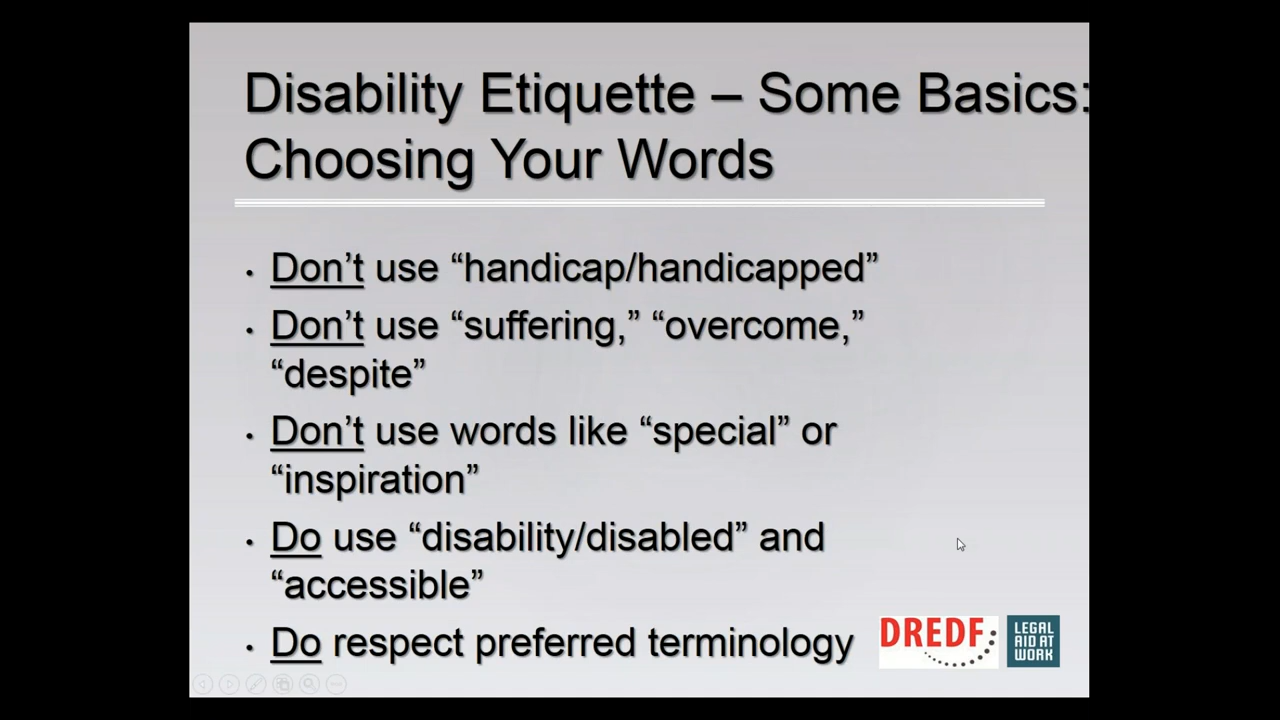 Disability Etiquette – Some Basics:
Choosing Your Words
• Don’t use “handicap/handicapped”
• Don’t use “suffering,” “overcome,”
“despite”
• Don’t use words like “special” or
“inspiration”
• Do use “disability/disabled” and
“accessible”
• Do respect preferred terminology
DREDF
LEGAL
AID AT
WORK